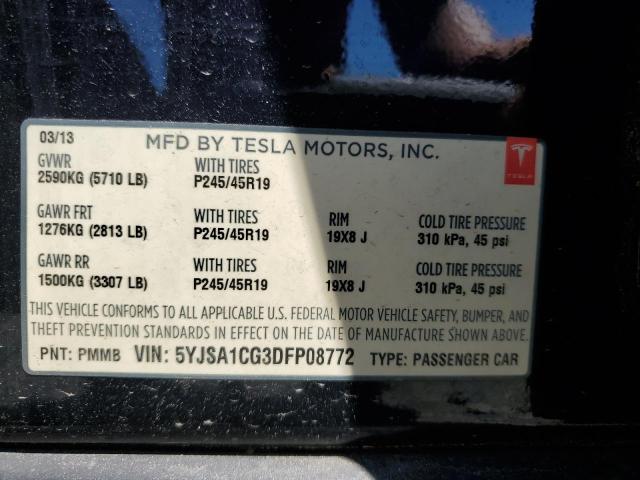 03/13 MFD BY TESLA MOTORS, INC.
TESLA
GVWR WITH TIRES
2590KG (5710 LB) P245/45R19
GAWR FRT WITH TIRES RIM COLD TIRE PRESSURE
1276KG (2813 LB) P245/45R19 19X8 J 310 kPa, 45 psi
GAWR RR WITH TIRES RIM COLD TIRE PRESSURE
1500KG (3307 LB) P245/45R19 19X8 J 310 kPa, 45 psi
THIS VEHICLE CONFORMS TO ALL APPLICABLE U.S. FEDERAL MOTOR VEHICLE SAFETY, BUMPER, AND
THEFT PREVENTION STANDARDS IN EFFECT ON THE DATE OF MANUFACTURE SHOWN ABOVE.
PNT: PMMB VIN: 5YJSA1CG3DFP08772 TYPE: PASSENGER CAR